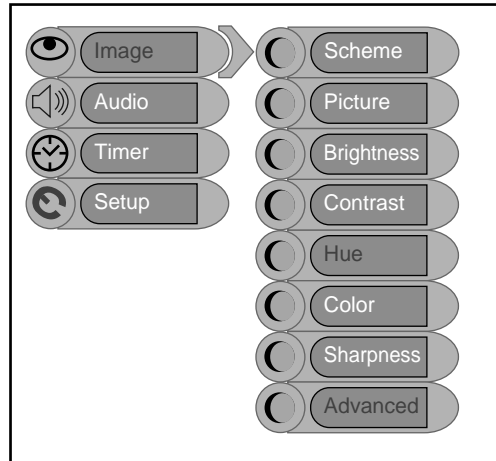 Image
Audio
Timer
Setup
Scheme
Picture
Brightness
Contrast
Hue
Color
Sharpness
Advanced